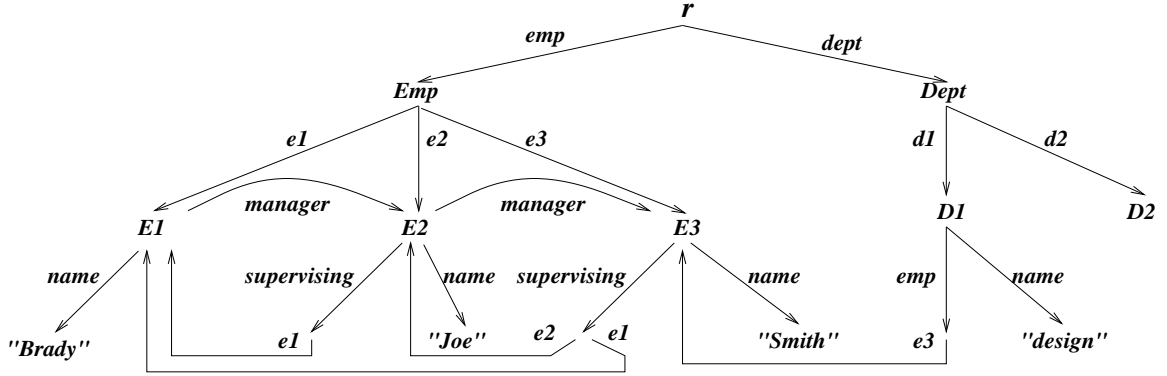 r
emp dept
Emp Dept
e1 e2 e3 d1 d2
manager manager
E1 E2 E3 D1 D2
name supervising name supervising name emp name
"Brady" e1 "Joe" e2 e1 "Smith" e3 "design"